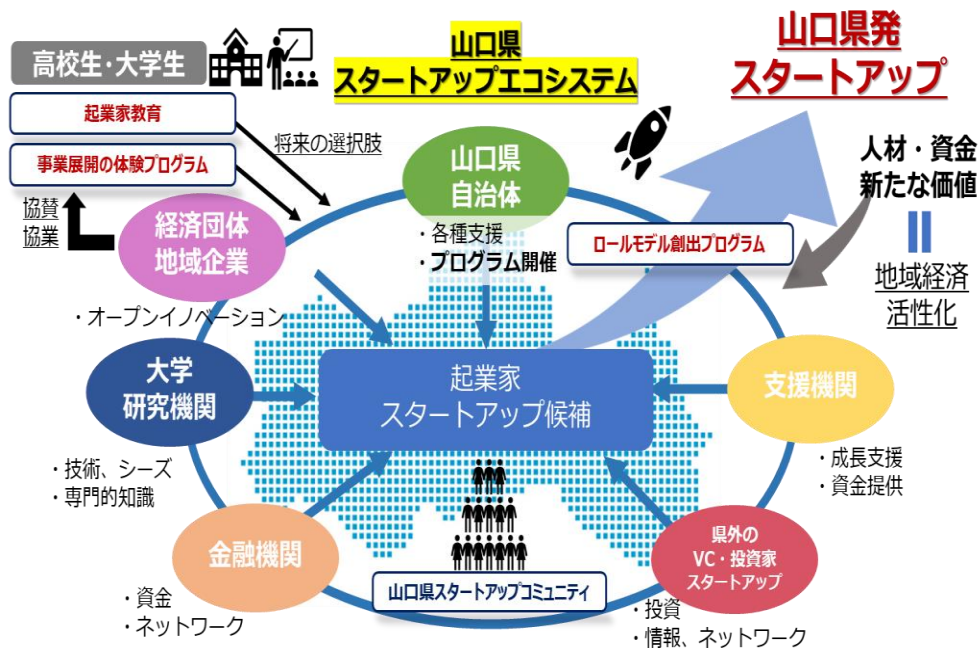 高校生・大学生
起業家教育
事業展開の体験プログラム
協賛
協業
将来の選択肢
山口県
スタートアップエコシステム
山口県発
スタートアップ
人材・資金
新たな価値
地域経済
活性化
山口県
自治体
・各種支援
・プログラム開催
ロールモデル創出プログラム
経済団体
地域企業
・オープンイノベーション
大学
研究機関
・技術、シーズ
・専門的知識
起業家
スタートアップ候補
支援機関
・成長支援
・資金提供
金融機関
・資金
・ネットワーク
山口県スタートアップコミュニティ
県外の
VC・投資家
スタートアップ
・投資
・情報、ネットワーク